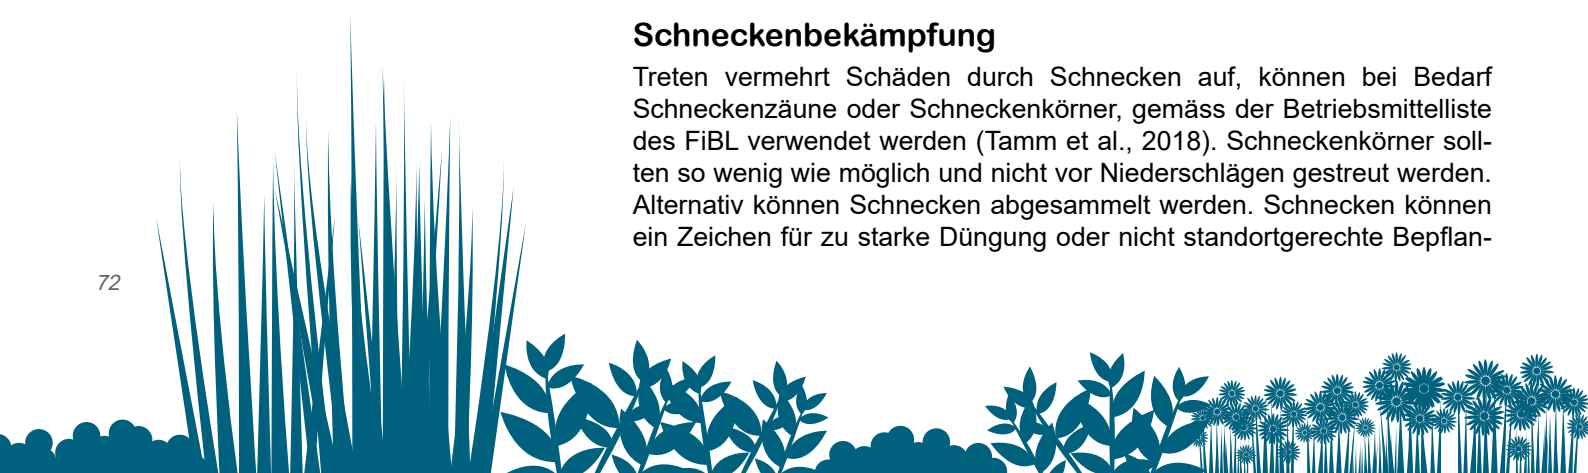 Schneckenbekämpfung
Treten vermehrt Schäden durch Schnecken auf, können bei Bedarf
Schneckenzäune oder Schneckenkörner, gemäss der Betriebsmittelliste
des FiBL verwendet werden (Tamm et al., 2018). Schneckenkörner soll-
ten so wenig wie möglich und nicht vor Niederschlägen gestreut werden.
Alternativ können Schnecken abgesammelt werden. Schnecken können
ein Zeichen für zu starke Düngung oder nicht standortgerechte Bepflan-
72